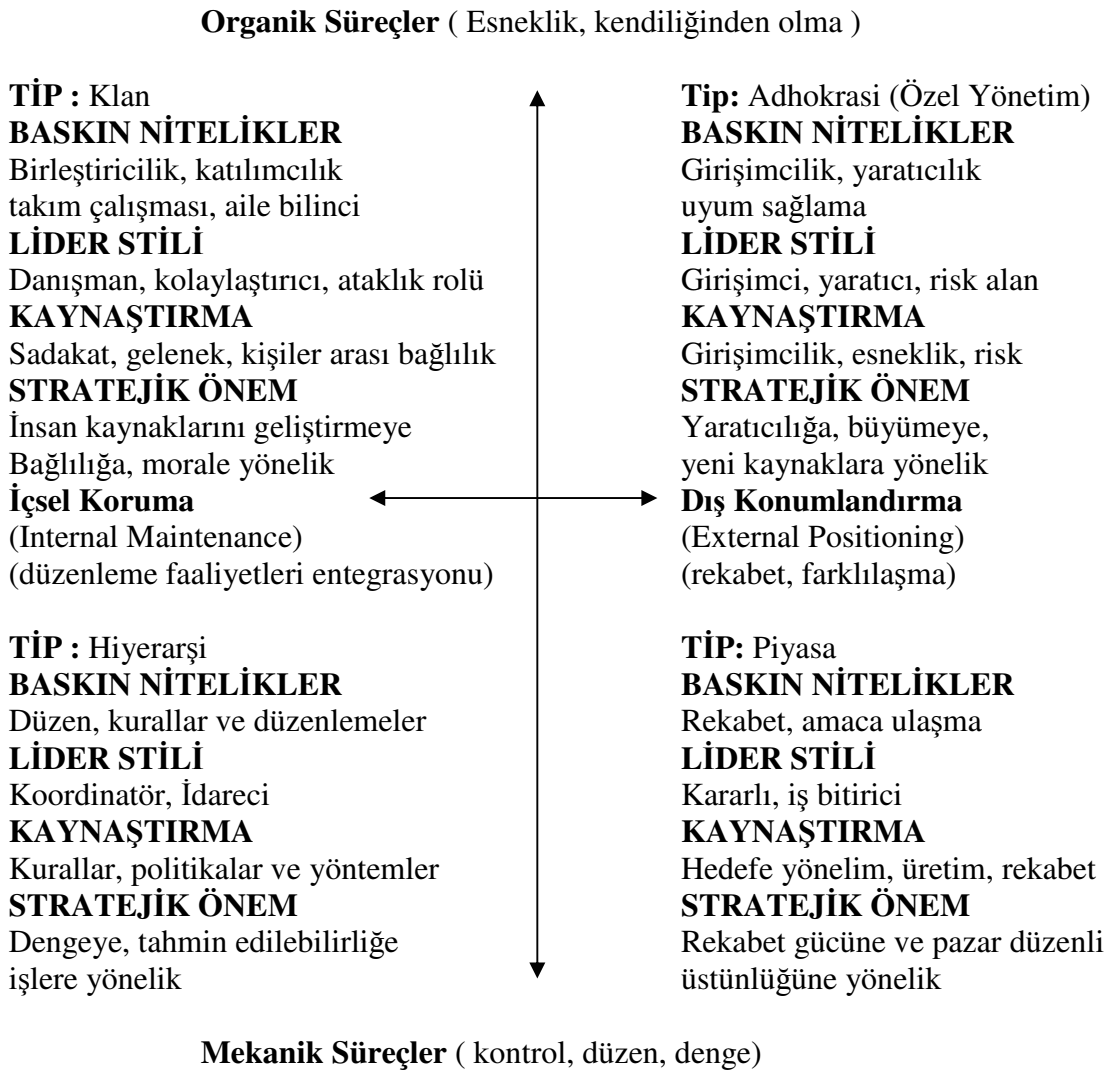 Organik Süreçler ( Esneklik, kendiliğinden olma )
TİP : Klan
BASKIN NİTELİKLER
Birleştiricilik, katılımcılık
takım çalışması, aile bilinci
LİDER STİLİ
Danışman, kolaylaştırıcı, ataklık rolü
KAYNAŞTIRMA
Sadakat, gelenek, kişiler arası bağlılık
STRATEJİK ÖNEM
İnsan kaynaklarını geliştirmeye
Bağlılığa, morale yönelik
İçsel Koruma
(Internal Maintenance)
(düzenleme faaliyetleri entegrasyonu)
Tip: Adhokrasi (Özel Yönetim)
BASKIN NİTELİKLER
Girişimcilik, yaratıcılık
uyum sağlama
LİDER STİLİ
Girişimci, yaratıcı, risk alan
KAYNAŞTIRMA
Girişimcilik, esneklik, risk
STRATEJİK ÖNEM
Yaratıcılığa, büyümeye,
yeni kaynaklara yönelik
Dış Konumlandırma
(External Positioning)
(rekabet, farklılaşma)
TİP : Hiyerarşi
BASKIN NİTELİKLER
Düzen, kurallar ve düzenlemeler
LİDER STİLİ
Koordinatör, İdareci
KAYNAŞTIRMA
Kurallar, politikalar ve yöntemler
STRATEJİK ÖNEM
Dengeye, tahmin edilebilirliğe
işlere yönelik
TİP: Piyasa
BASKIN NİTELİKLER
Rekabet, amaca ulaşma
LİDER STİLİ
Kararlı, iş bitirici
KAYNAŞTIRMA
Hedefe yönelim, üretim, rekabet
STRATEJİK ÖNEM
Rekabet gücüne ve pazar düzenli
üstünlüğüne yönelik
Mekanik Süreçler ( kontrol, düzen, denge)